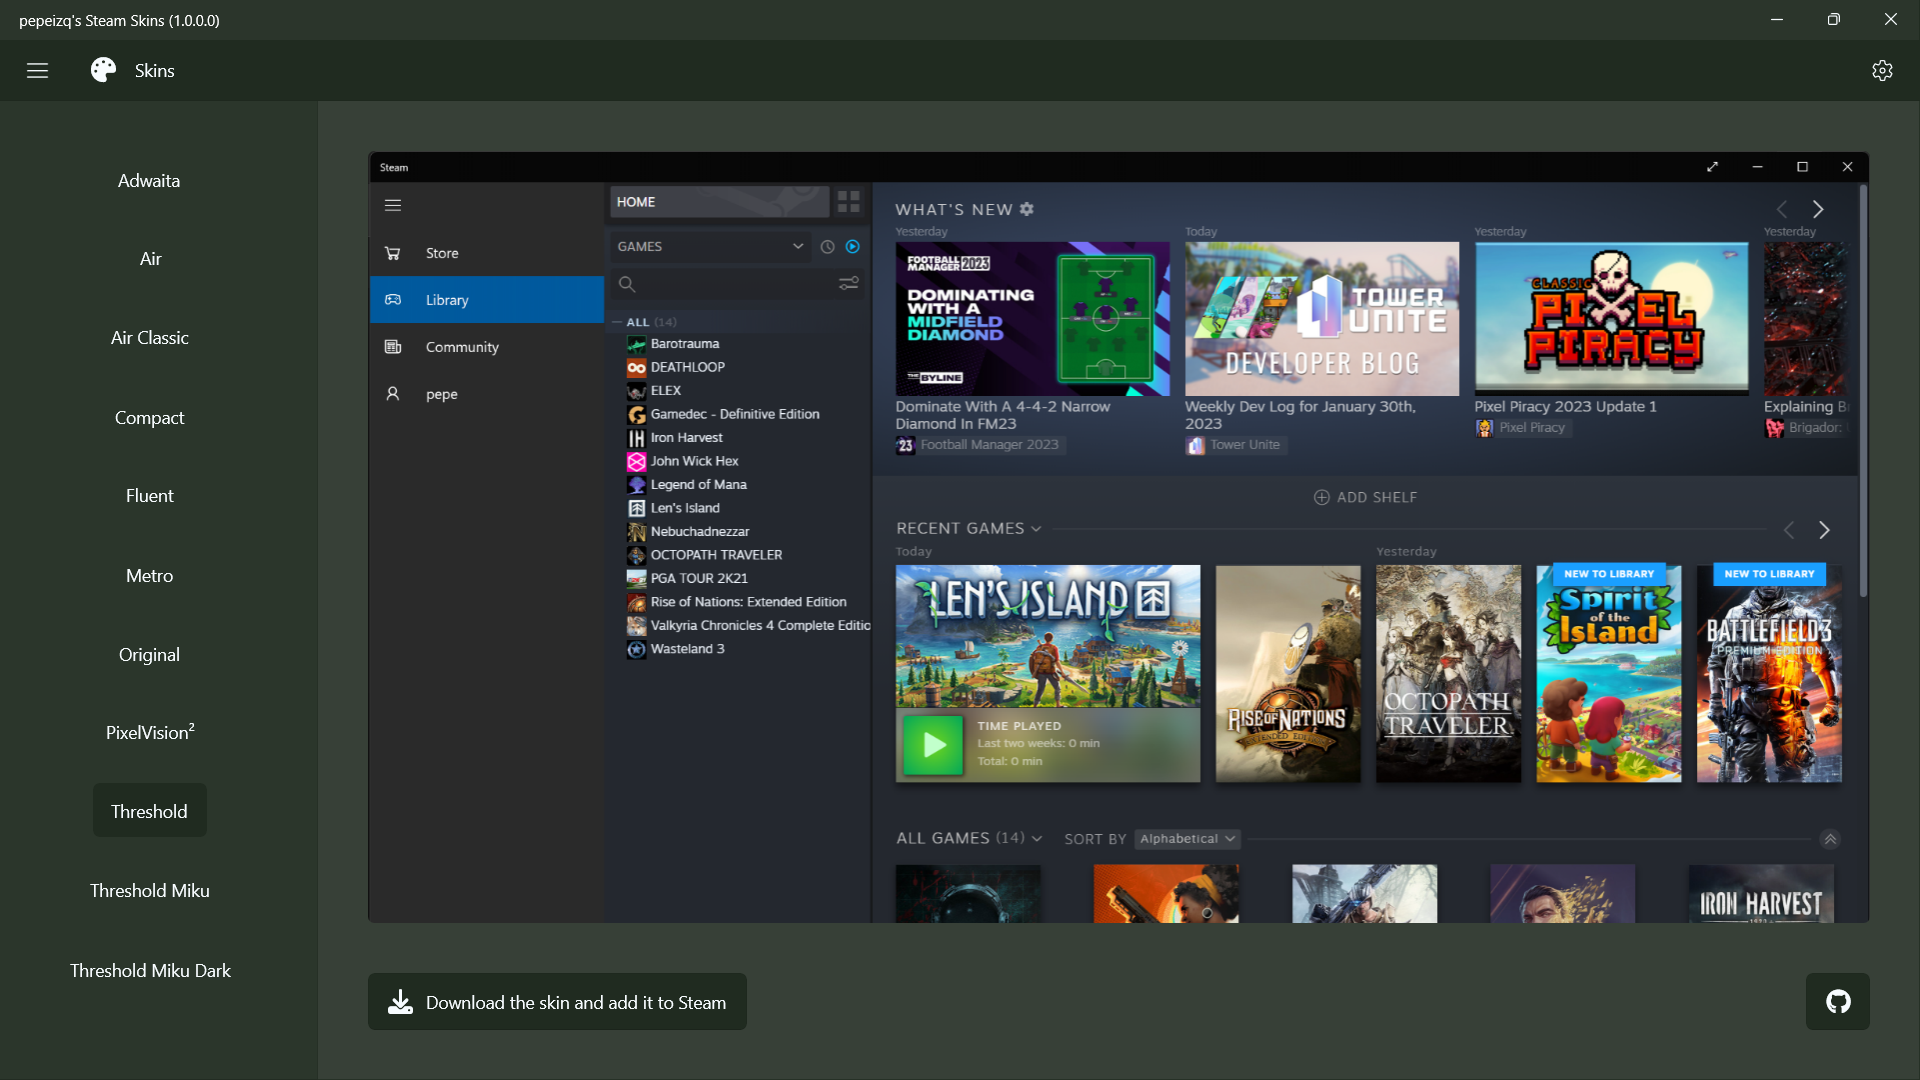 pepeizq's Steam Skins (1.0.0.0)
Skins
Adwaita
Air
Air Classic
Compact
Fluent
Metro
Original
PixelVision²
Threshold
Threshold Miku
Threshold Miku Dark
Steam
Store
Library
Community
pepe
HOME
GAMES
ALL (14)
Barotrauma
DEATHLOOP
ELEX
Gamedec - Definitive Edition
Iron Harvest
John Wick Hex
Legend of Mana
Len's Island
Nebuchadnezzar
OCTOPATH TRAVELER
PGA TOUR 2K21
Rise of Nations: Extended Edition
Valkyria Chronicles 4 Complete Editio
Wasteland 3
WHAT'S NEW
Yesterday
FOOTBALL
MANAGER 2023
DOMINATING
WITH A
MIDFIELD
DIAMOND
THE BYLINE
Dominate With A 4-4-2 Narrow
Diamond In FM23
23 Football Manager 2023
Today
TOWER
UNITE
DEVELOPER BLOG
Weekly Dev Log for January 30th,
2023
Tower Unite
Yesterday
CLASSIC
PIXEL
PIRACY
Pixel Piracy 2023 Update 1
Pixel Piracy
Yesterday
Explaining B
Brigador:
ADD SHELF
RECENT GAMES
Today
LEN'S ISLAND
TIME PLAYED
Last two weeks: 0 min
Total: 0 min
RISE OF NATIONS
EXTENDED EDITION
Yesterday
OCTOPATH
TRAVELER
NEW TO LIBRARY
Spirit
of the
Island
NEW TO LIBRARY
BATTLEFIELD 3
PREMIUM EDITION
ALL GAMES (14)
SORT BY Alphabetical
IRON HARVEST
Download the skin and add it to Steam